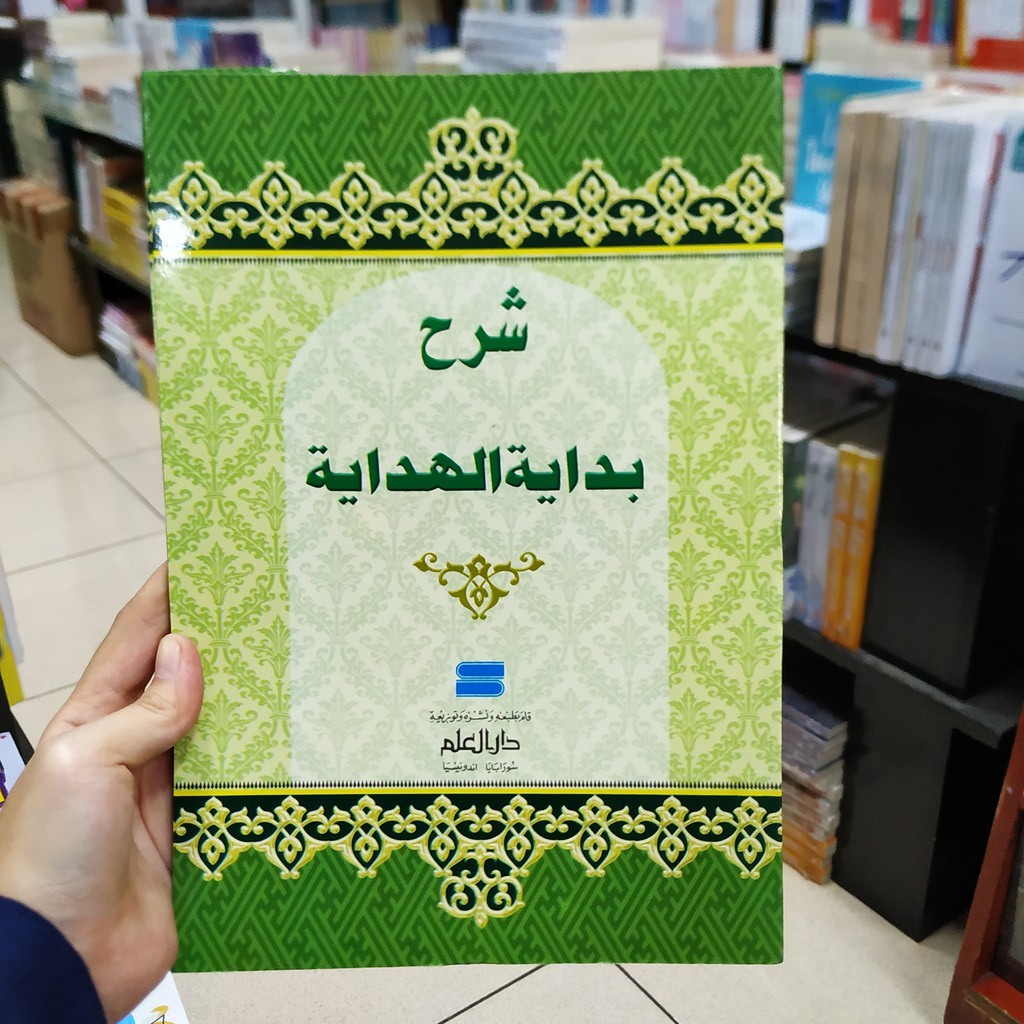 شرح
بداية الهداية
قام بطبعه ونشره وتوزيعه
دار العلم
سورابايا اندونيسيا